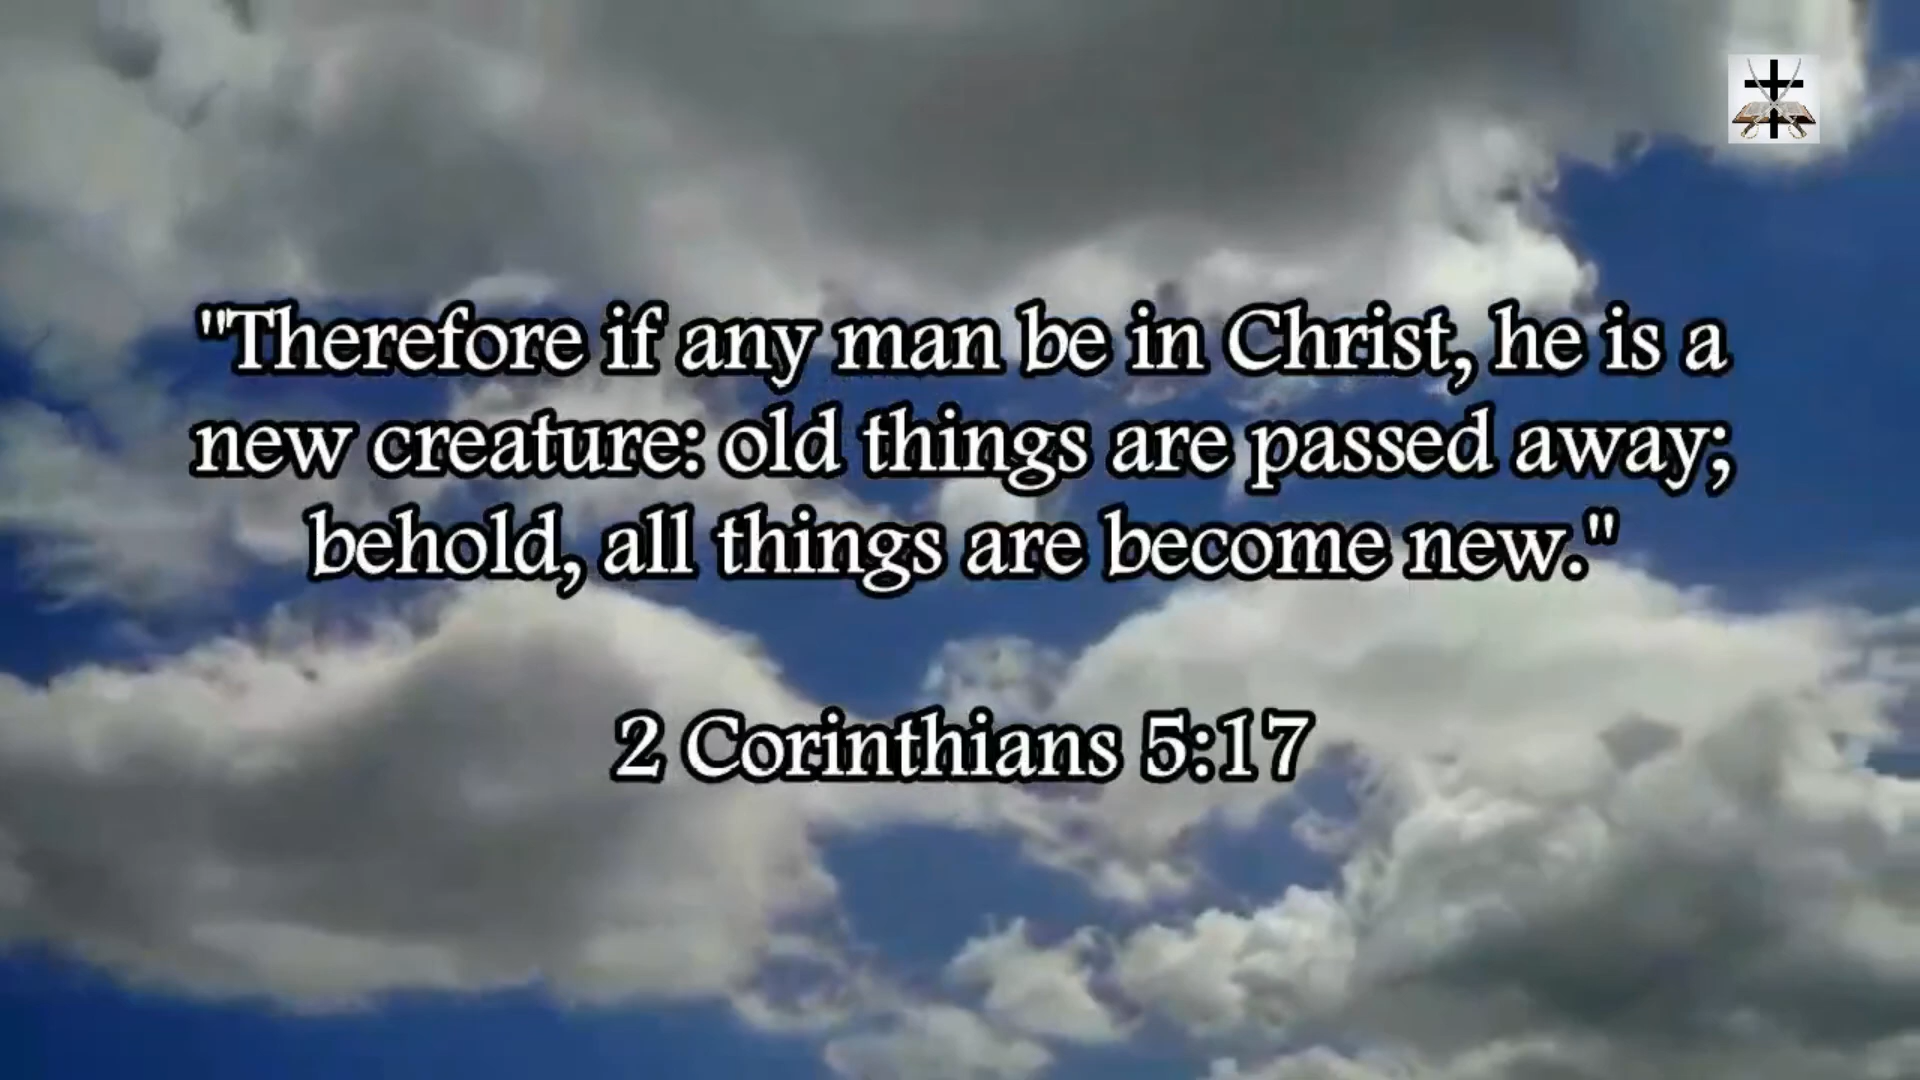 "Therefore if any man be in Christ, he is a
new creature: old things are passed away;
behold, all things are become new."
2 Corinthians 5:17